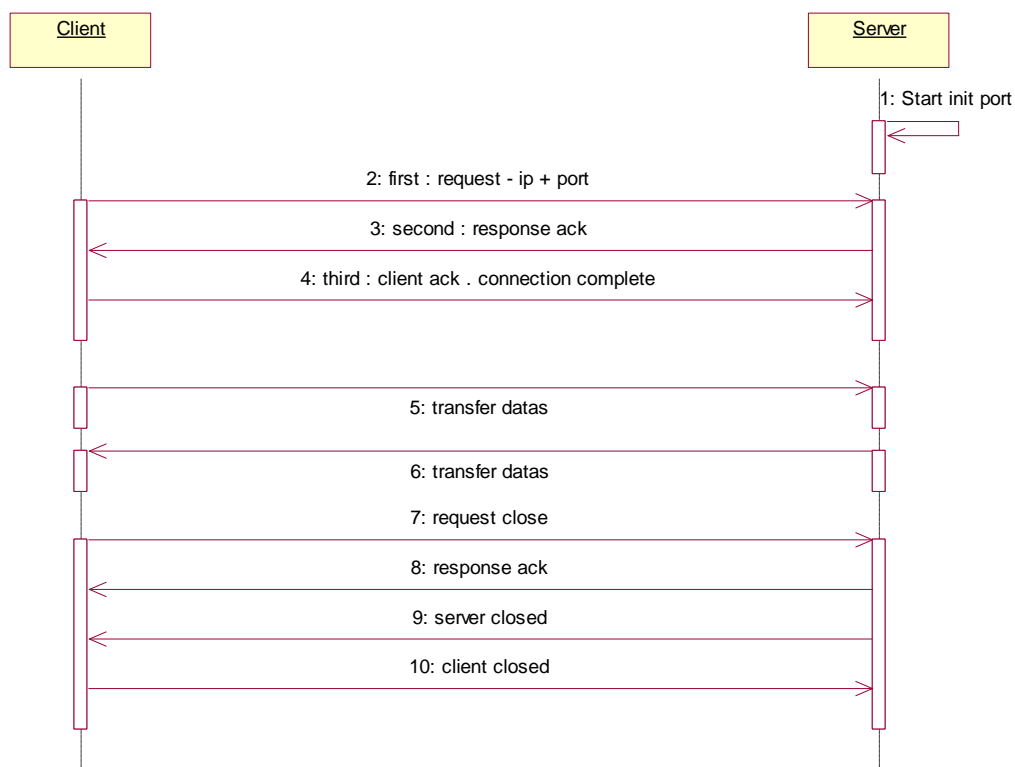 Client
Server
1: Start init port
2: first : request - ip + port
3: second : response ack
4: third : client ack . connection complete
5: transfer datas
6: transfer datas
7: request close
8: response ack
9: server closed
10: client closed